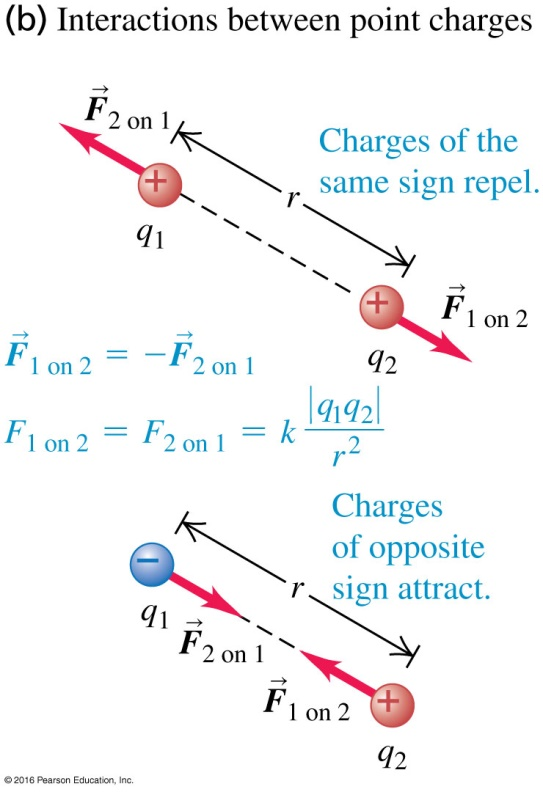 (b) Interactions between point charges
F⃗2 on 1
Charges of the
same sign repel.
r
+
q1
+
F⃗1 on 2
q2
F⃗1 on 2 = −F⃗2 on 1
F1 on 2 = F2 on 1 = k |q1q2| / r²
Charges
of opposite
sign attract.
r
−
q1
F⃗2 on 1
F⃗1 on 2
+
q2
© 2016 Pearson Education, Inc.